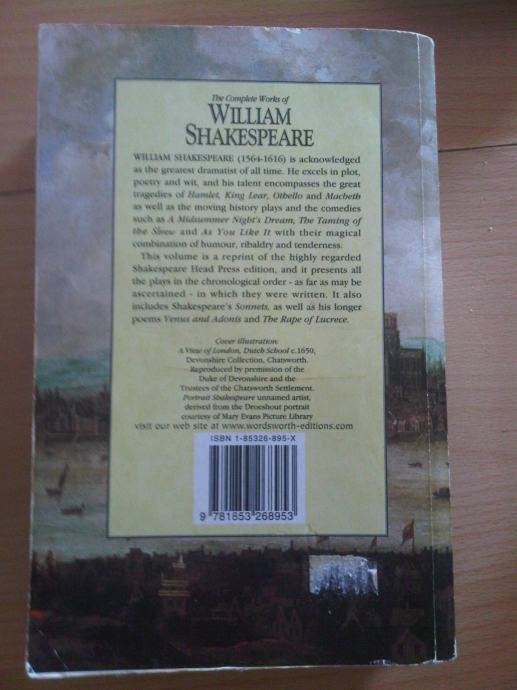 The Complete Works of
WILLIAM
SHAKESPEARE
WILLIAM SHAKESPEARE (1564-1616) is acknowledged
as the greatest dramatist of all time. He excels in plot,
poetry and wit, and his talent encompasses the great
tragedies of Hamlet, King Lear, Othello and Macbeth
as well as the moving history plays and the comedies
such as A Midsummer Night's Dream, The Taming of
the Shrew and As You Like It with their magical
combination of humour, ribaldry and tenderness.
This volume is a reprint of the highly regarded
Shakespeare Head Press edition, and it presents all
the plays in the chronological order - as far as may be
ascertained - in which they were written. It also
includes Shakespeare's Sonnets, as well as his longer
poems Venus and Adonis and The Rape of Lucrece.
Cover illustration:
A View of London, Dutch School c.1650,
Devonshire Collection, Chatsworth.
Reproduced by premission of the
Duke of Devonshire and the
Trustees of the Chatsworth Settlement.
Portrait Shakespeare unnamed artist,
derived from the Droeshout portrait
courtesy of Mary Evans Picture Library
visit our web site at www.wordsworth-editions.com
ISBN 1-85326-895-X
9 781853 268953